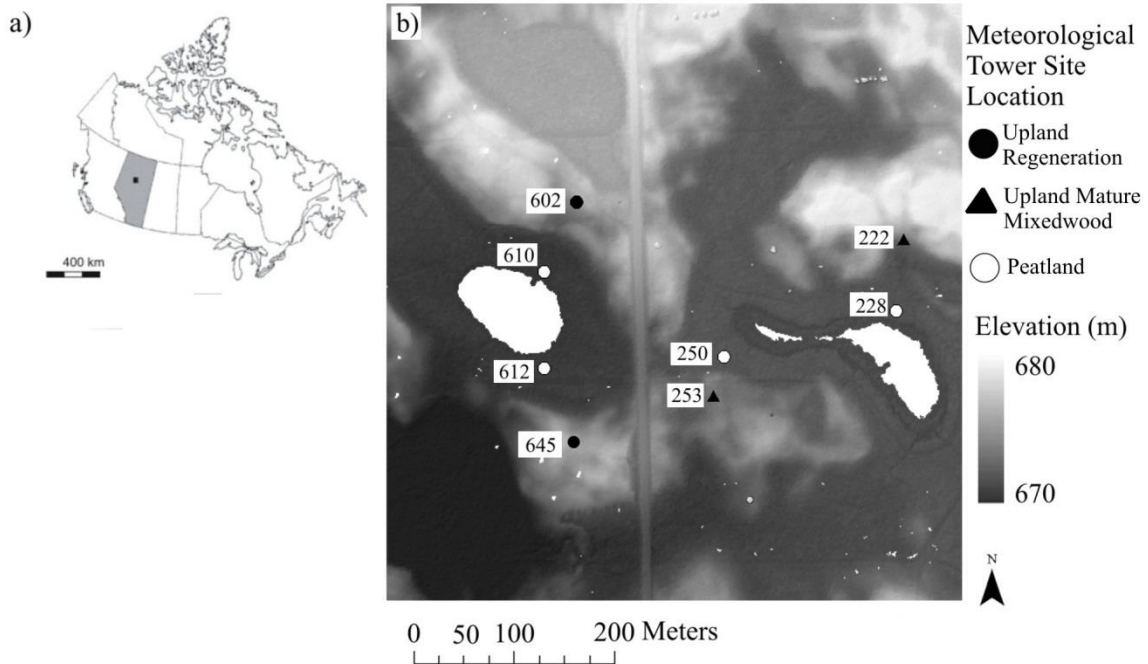 a)
400 km
b)
602
610
612
645
222
228
250
253
Meteorological
Tower Site
Location
Upland
Regeneration
Upland Mature
Mixedwood
Peatland
Elevation (m)
680
670
N
0 50 100 200 Meters